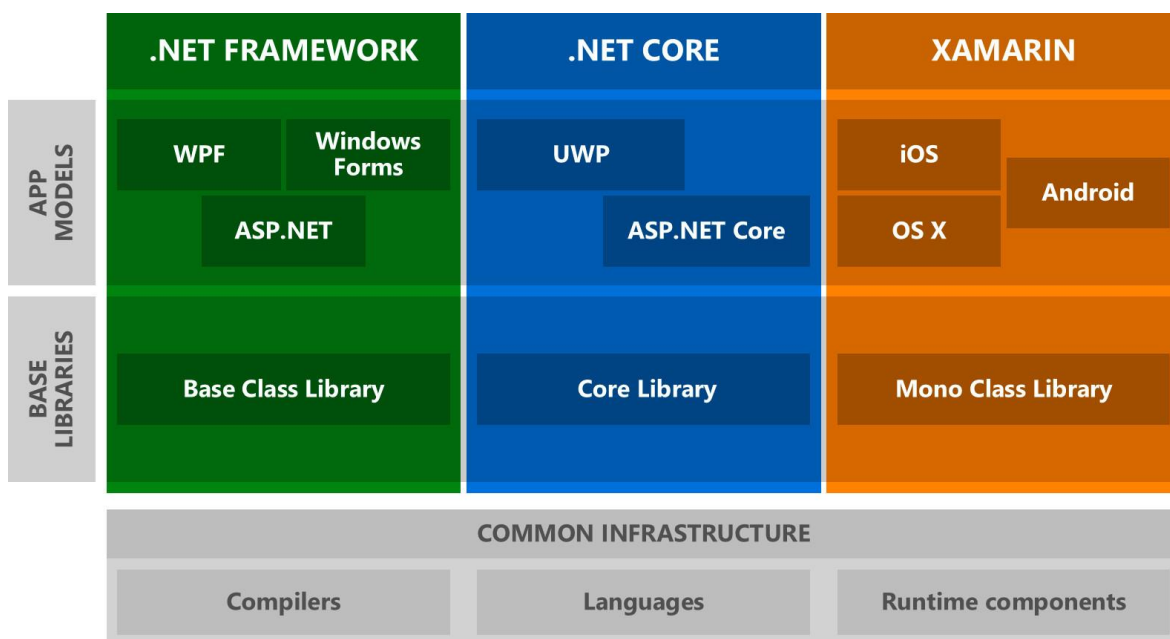 .NET FRAMEWORK
.NET CORE
XAMARIN
APP
MODELS
WPF
Windows
Forms
ASP.NET
UWP
ASP.NET Core
iOS
Android
OS X
BASE
LIBRARIES
Base Class Library
Core Library
Mono Class Library
COMMON INFRASTRUCTURE
Compilers
Languages
Runtime components